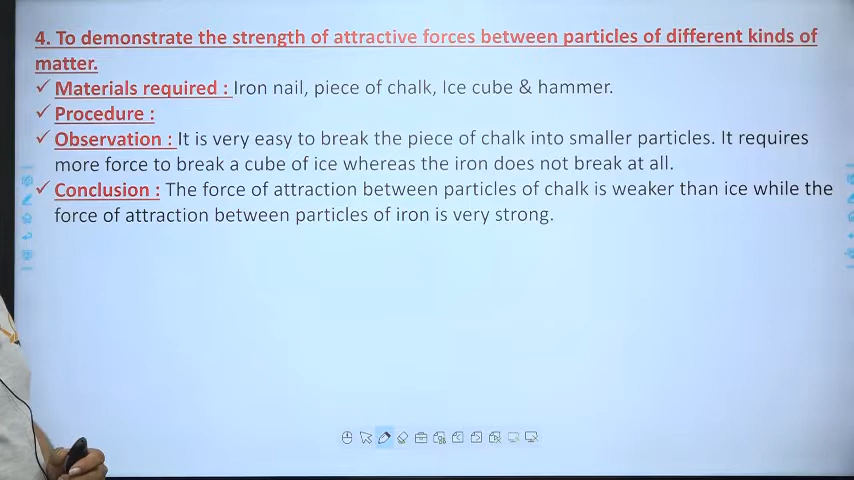 4. To demonstrate the strength of attractive forces between particles of different kinds of
matter.
✓ Materials required : Iron nail, piece of chalk, Ice cube & hammer.
✓ Procedure :
✓ Observation : It is very easy to break the piece of chalk into smaller particles. It requires
more force to break a cube of ice whereas the iron does not break at all.
✓ Conclusion : The force of attraction between particles of chalk is weaker than ice while the
force of attraction between particles of iron is very strong.